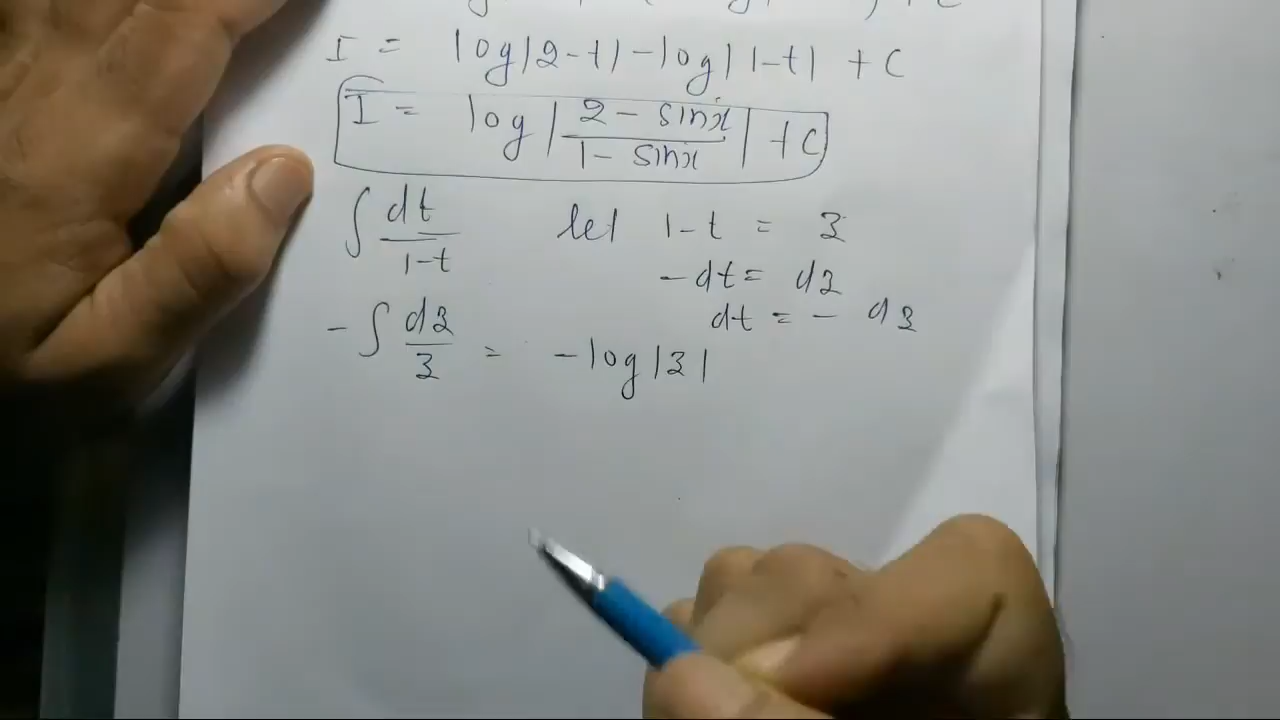 I = log|2-t| - log|1-t| + C
I = log|2 - sinx / 1 - sinx| + C
∫ dt / 1-t let 1-t = z
-dt = dz
dt = - dz
- ∫ dz / z = - log|z|